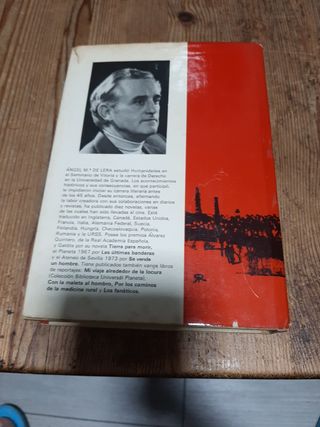 ÁNGEL Mª DE LERA estudió Humanidades en
el Seminario de Vitoria y la carrera de Derecho
en la Universidad de Granada. Los acontecimientos
históricos y sus consecuencias, en que participó,
le impidieron iniciar su carrera literaria antes
de los 45 años. Desde entonces, alternando
la labor creadora con sus colaboraciones en diarios
y revistas, ha publicado diez novelas, varias
de las cuales han sido llevadas al cine. Está
traducido en Inglaterra, Canadá, Estados Unidos,
Francia, Italia, Alemania Federal, Suecia,
Finlandia, Hungría, Checoslovaquia, Polonia,
Rumania y la URSS. Posee los premios Álvarez
Quintero, de la Real Academia Española,
y Gastón por su novela Tierra para morir,
el Planeta 1967 por Las últimas banderas
y el Ateneo de Sevilla 1973 por Se vende
un hombre. Tiene publicados también varios libros
de reportajes: Mi viaje alrededor de la locura
(Colección Biblioteca Universal Planeta),
Con la maleta al hombro, Por los caminos
de la medicina rural y Los fanáticos.